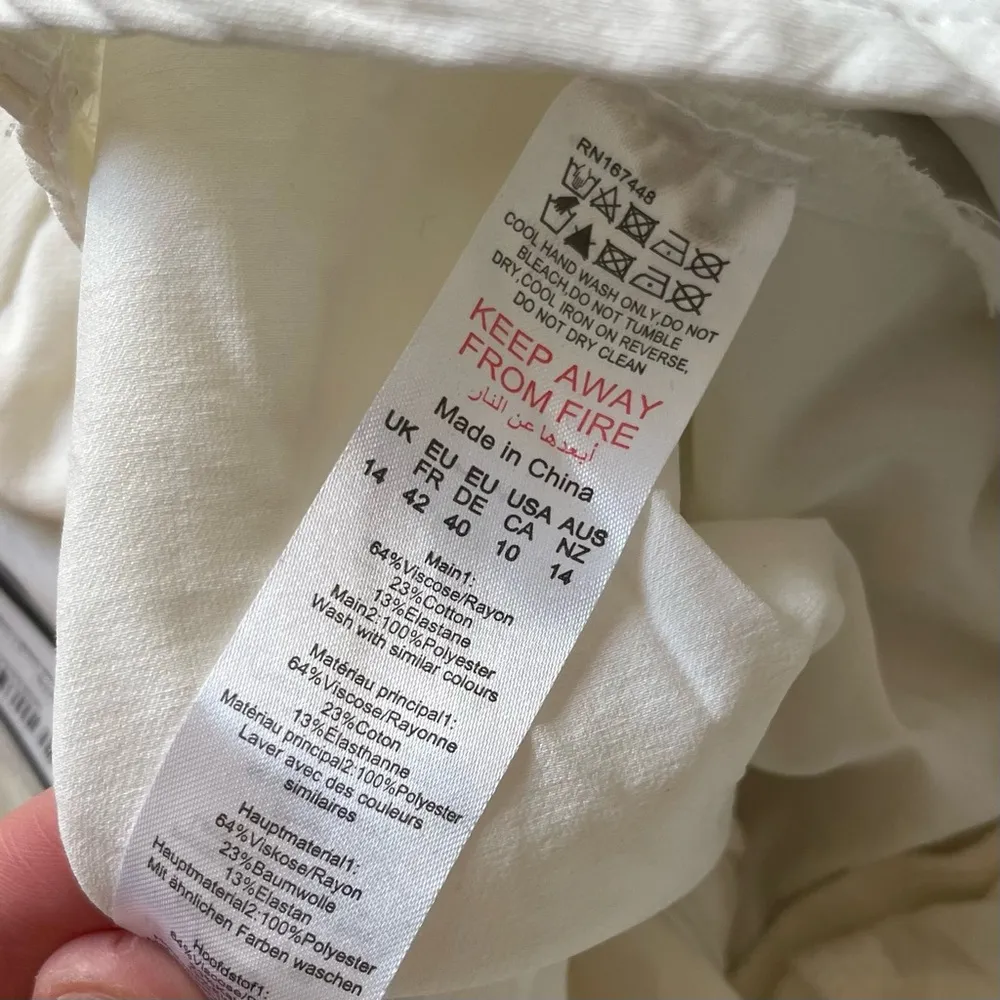 RN167448
COOL HAND WASH ONLY,DO NOT
BLEACH,DO NOT TUMBLE
DRY,COOL IRON ON REVERSE,
DO NOT DRY CLEAN
KEEP AWAY
FROM FIRE
أبعدها عن النار
Made in China
UK EU EU USA AUS
FR DE CA NZ
14 42 40 10 14
Main1:
64%Viscose/Rayon
23%Cotton
13%Elastane
Main2:100%Polyester
Wash with similar colours
Matériau principal1:
64%Viscose/Rayonne
23%Coton
13%Elasthanne
Matériau principal2:100%Polyester
Laver avec des couleurs
similaires
Hauptmaterial1:
64%Viskose/Rayon
23%Baumwolle
13%Elastan
Hauptmaterial2:100%Polyester
Mit ähnlichen Farben waschen
Hoofdstof1: